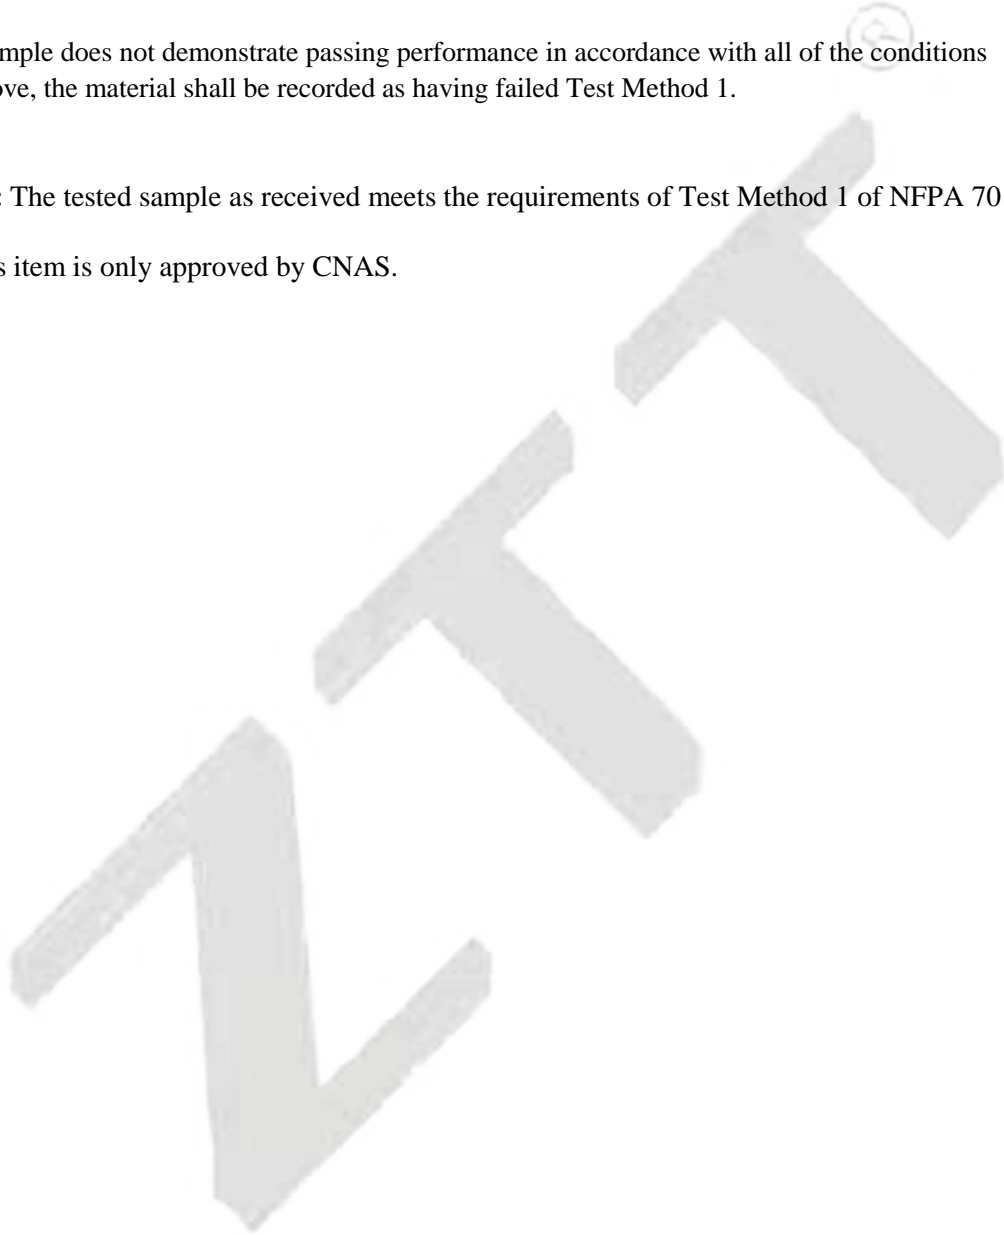 mple does not demonstrate passing performance in accordance with all of the conditions
ove, the material shall be recorded as having failed Test Method 1.
: The tested sample as received meets the requirements of Test Method 1 of NFPA 70
s item is only approved by CNAS.
ZTT